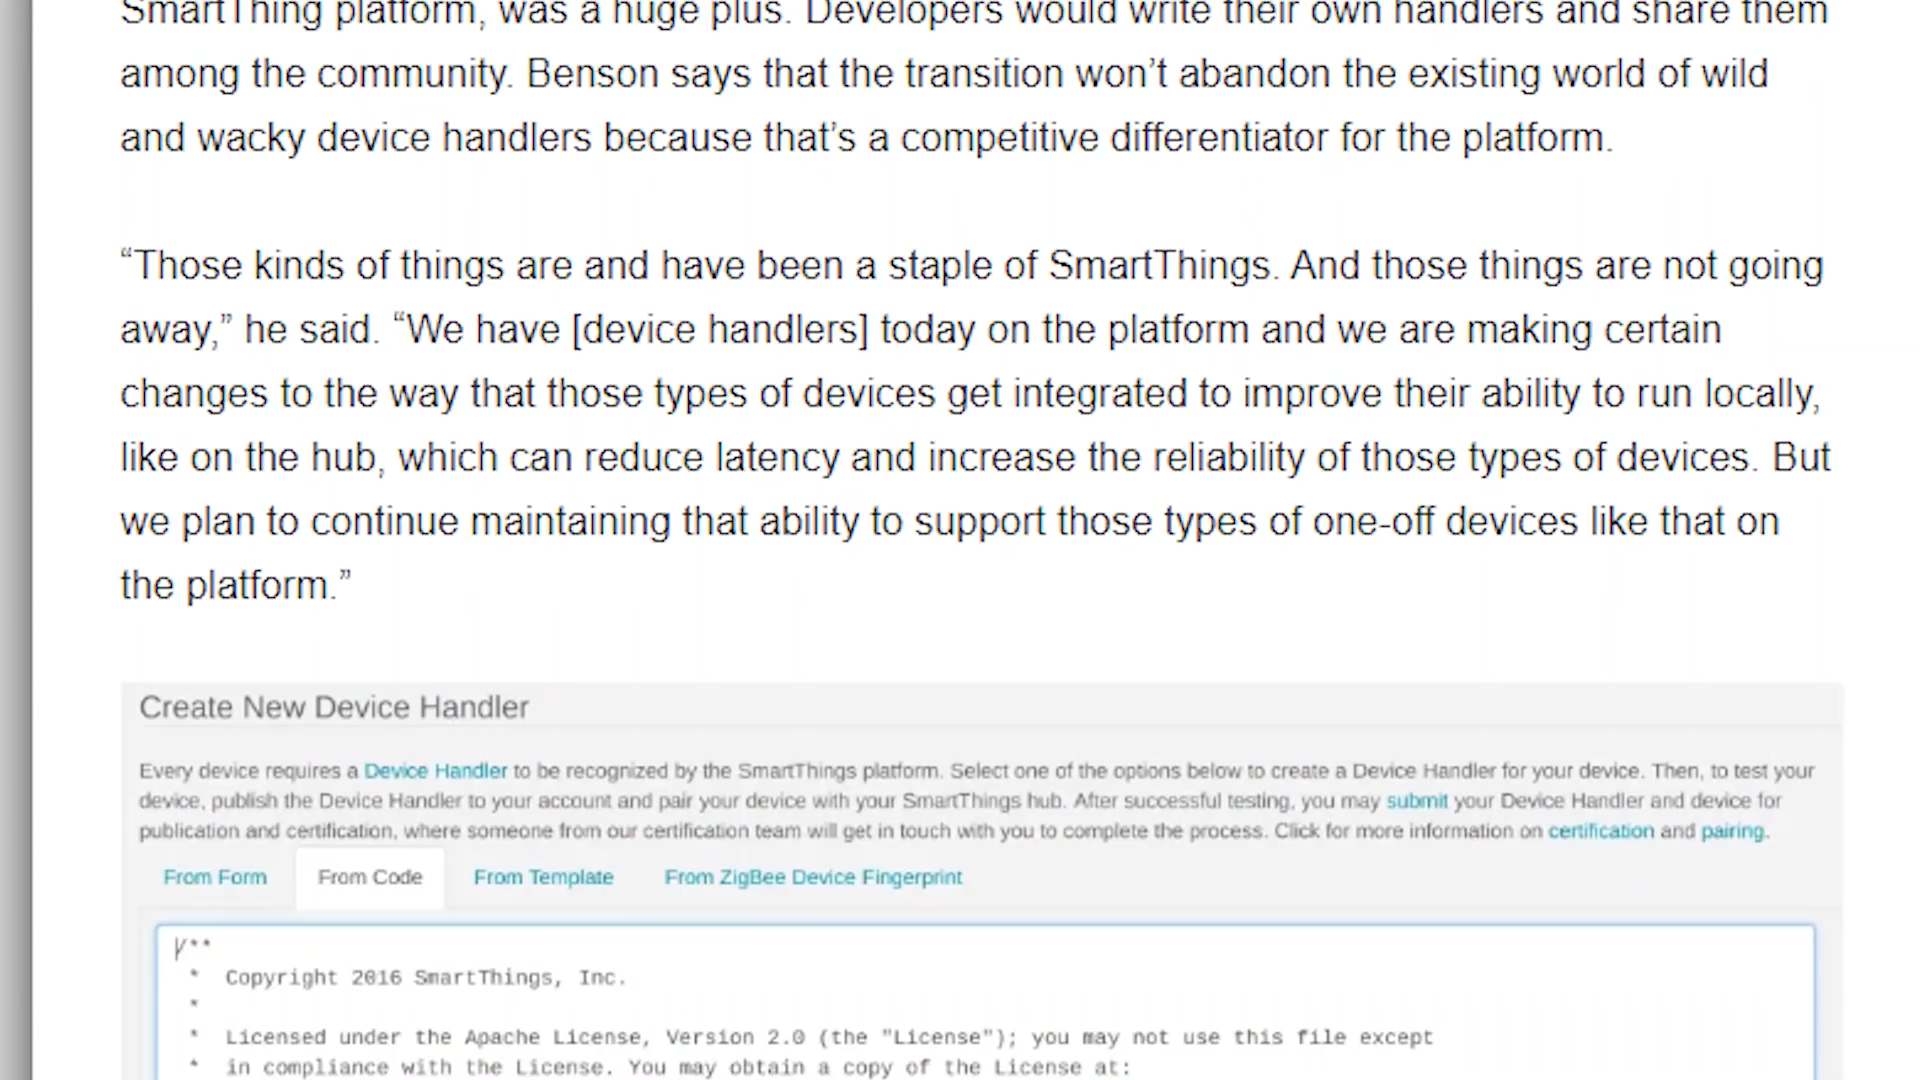 SmartThing platform, was a huge plus. Developers would write their own handlers and share them
among the community. Benson says that the transition won’t abandon the existing world of wild
and wacky device handlers because that’s a competitive differentiator for the platform.
“Those kinds of things are and have been a staple of SmartThings. And those things are not going
away,” he said. “We have [device handlers] today on the platform and we are making certain
changes to the way that those types of devices get integrated to improve their ability to run locally,
like on the hub, which can reduce latency and increase the reliability of those types of devices. But
we plan to continue maintaining that ability to support those types of one-off devices like that on
the platform.”
Create New Device Handler
Every device requires a Device Handler to be recognized by the SmartThings platform. Select one of the options below to create a Device Handler for your device. Then, to test your
device, publish the Device Handler to your account and pair your device with your SmartThings hub. After successful testing, you may submit your Device Handler and device for
publication and certification, where someone from our certification team will get in touch with you to complete the process. Click for more information on certification and pairing.
From Form From Code From Template From ZigBee Device Fingerprint
/**
* Copyright 2016 SmartThings, Inc.
*
* Licensed under the Apache License, Version 2.0 (the "License"); you may not use this file except
* in compliance with the License. You may obtain a copy of the License at: